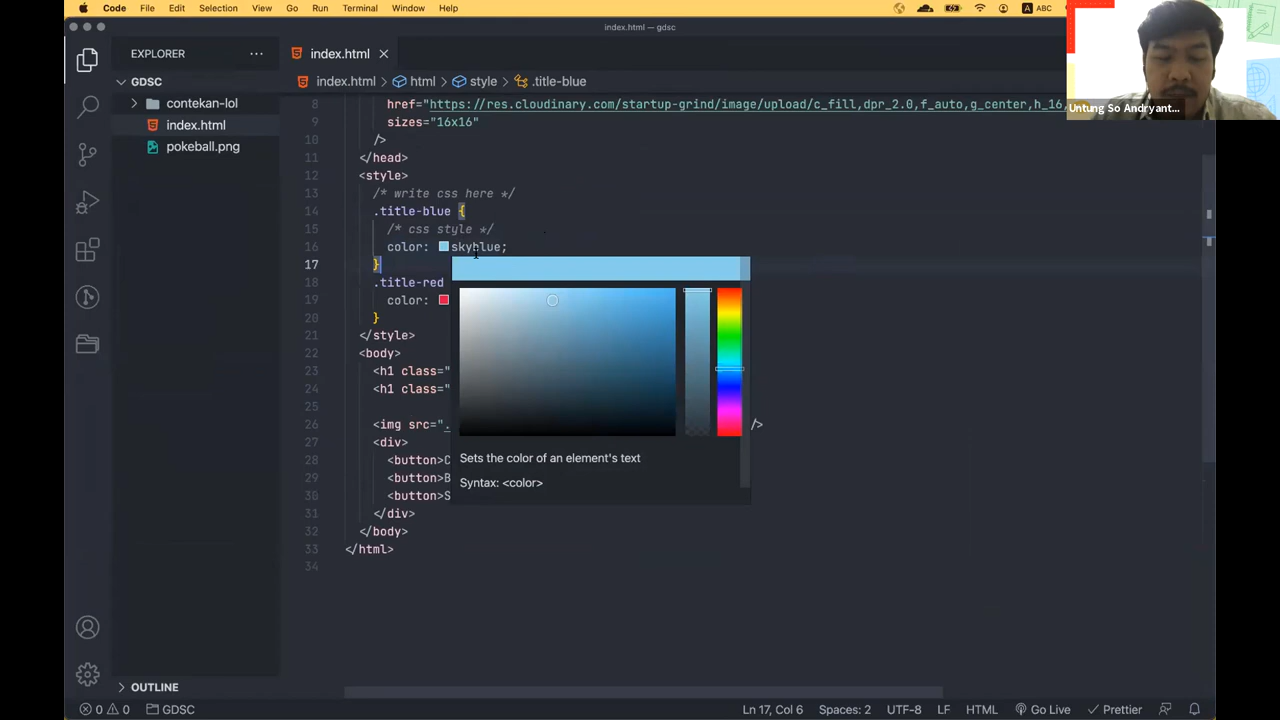 Code File Edit Selection View Go Run Terminal Window Help ABC
index.html — gdsc
EXPLORER
index.html
GDSC
index.html html style .title-blue
contekan-lol
index.html
pokeball.png
Untung So Andryant...
8 href="https://res.cloudinary.com/startup-grind/image/upload/c_fill,dpr_2.0,f_auto,g_center,h_16,
9 sizes="16x16"
10 />
11 </head>
12 <style>
13 /* write css here */
14 .title-blue {
15 /* css style */
16 color: skyblue;
17 }
18 .title-red
19 color:
20 }
21 </style>
22 <body>
23 <h1 class="
24 <h1 class="
25
26 <img src=". />
27 <div>
28 <button>C
29 <button>B
30 <button>S
31 </div>
32 </body>
33 </html>
34
Sets the color of an element's text
Syntax: <color>
OUTLINE
0 0 GDSC Ln 17, Col 6 Spaces: 2 UTF-8 LF HTML Go Live Prettier